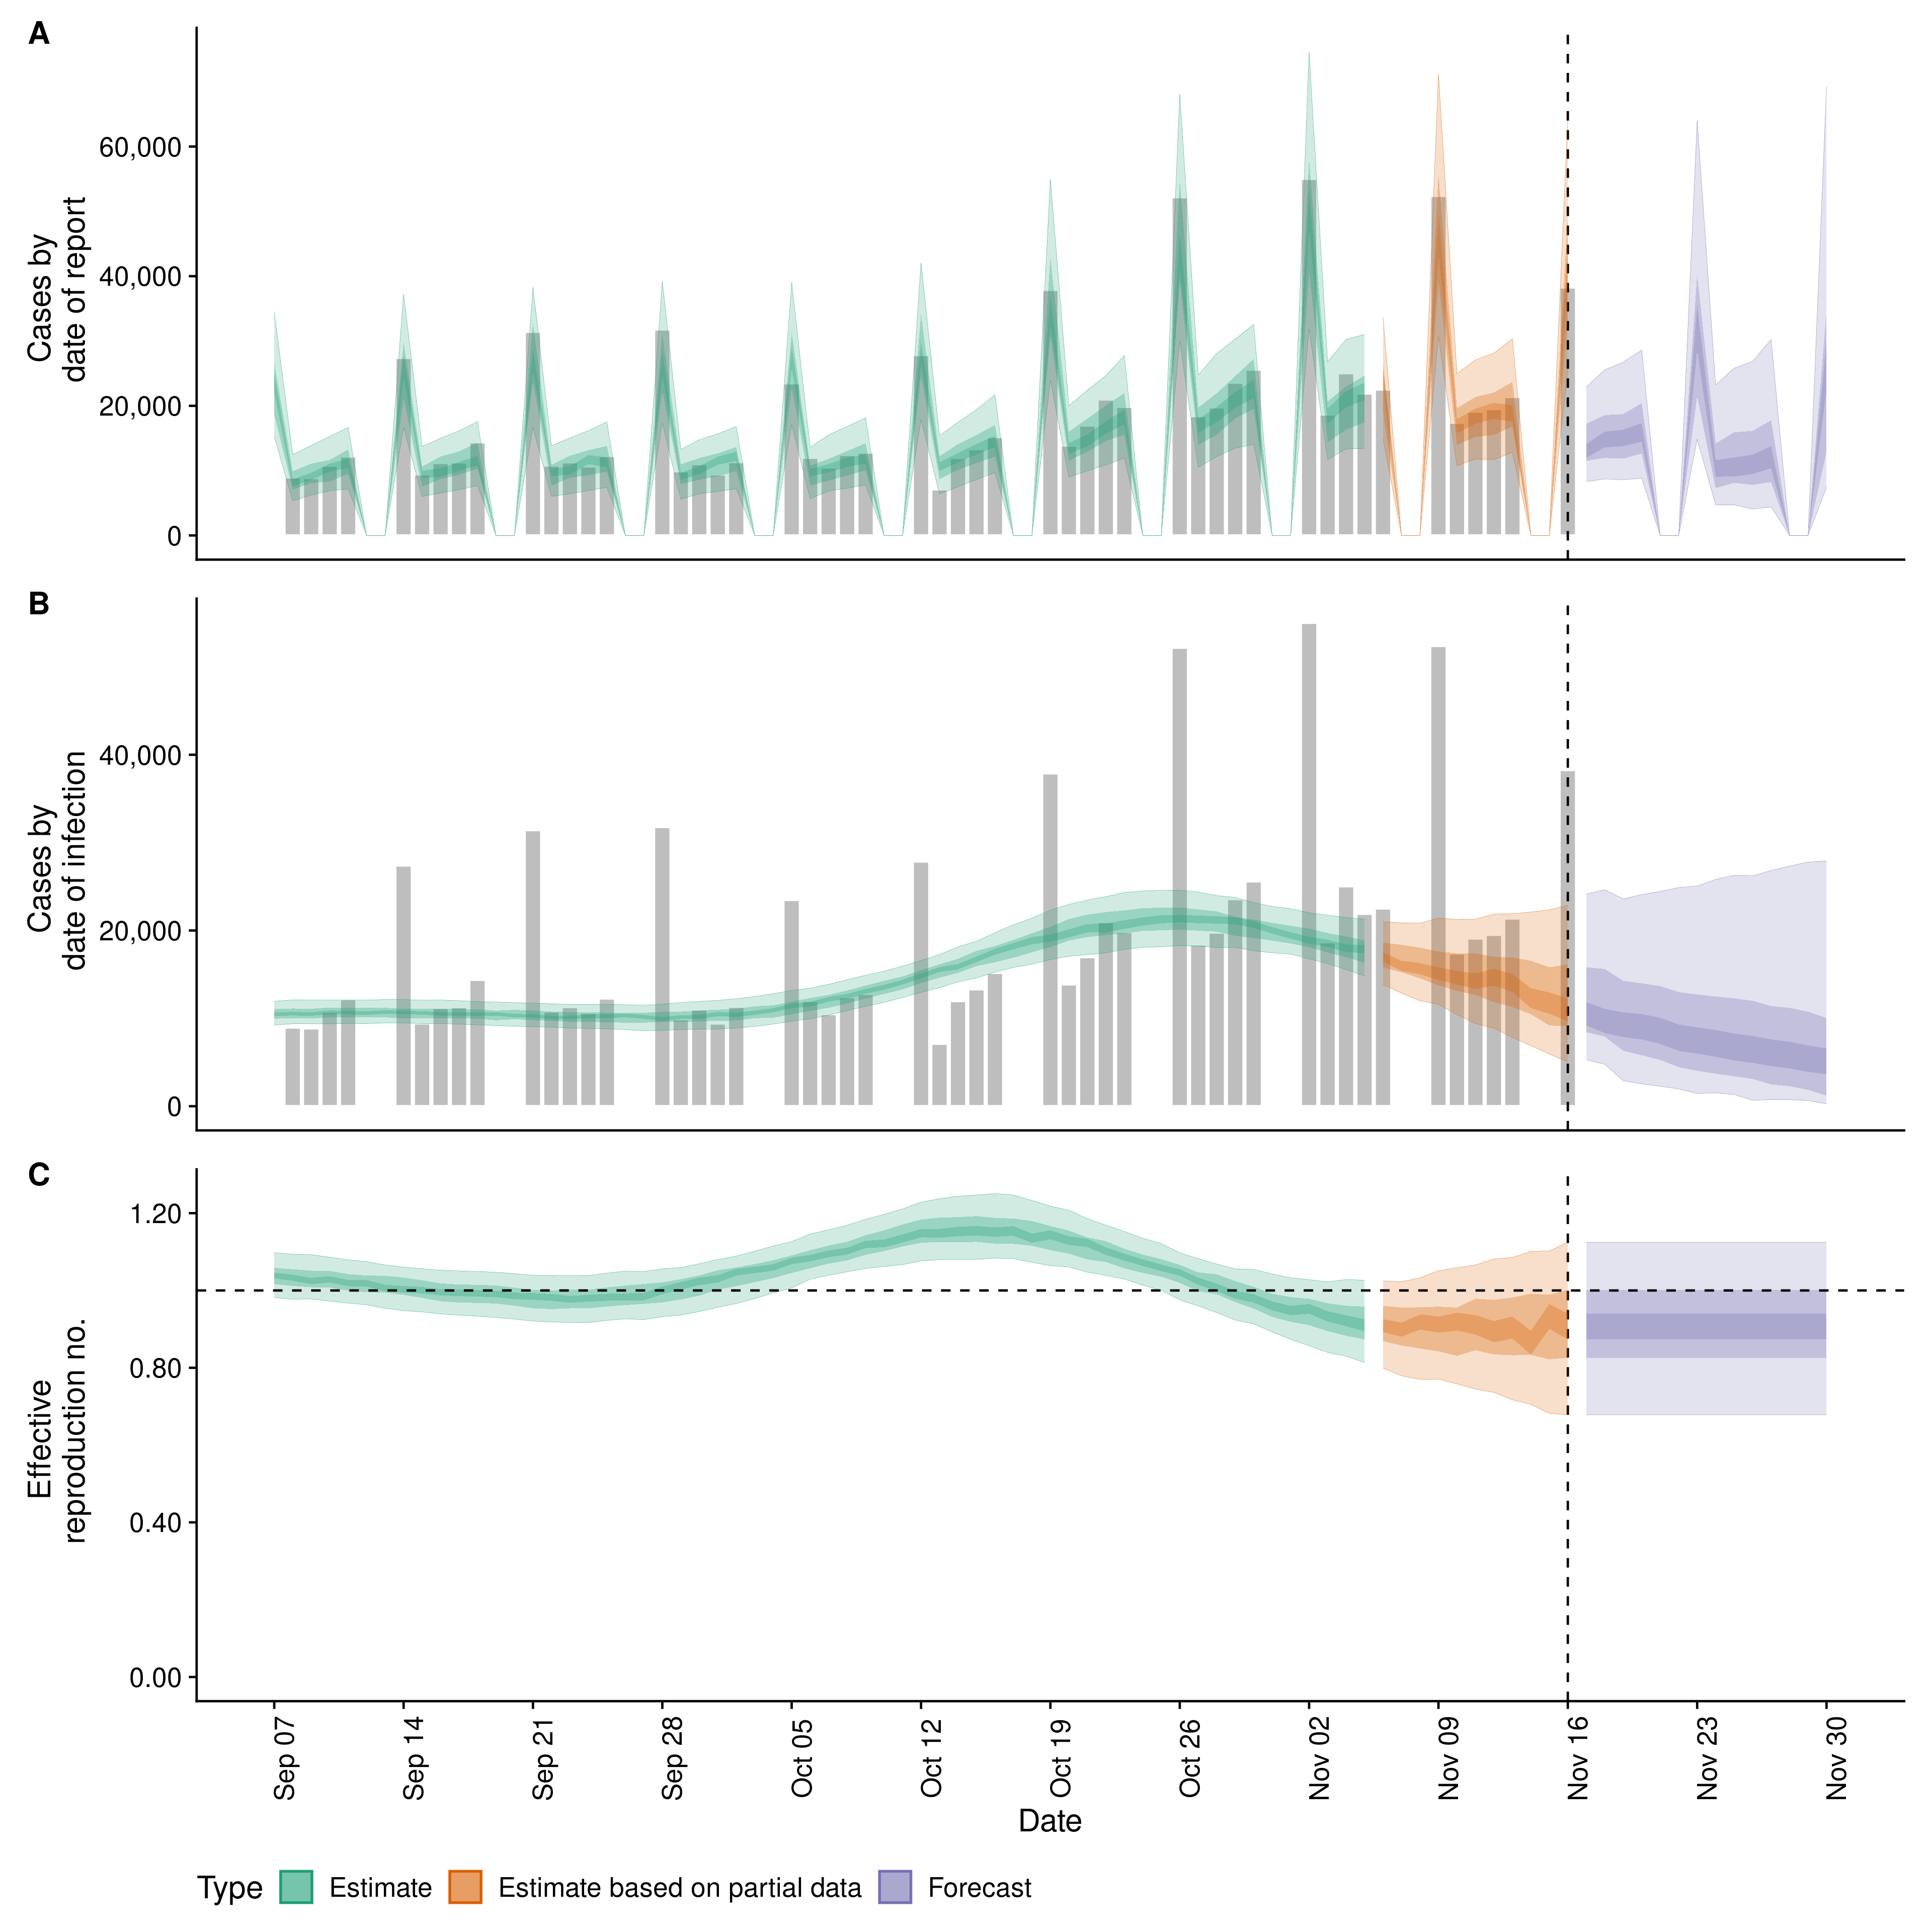 A
Cases by
date of report
60,000
40,000
20,000
0
B
Cases by
date of infection
40,000
20,000
0
C
Effective
reproduction no.
1.20
0.80
0.40
0.00
Sep 07
Sep 14
Sep 21
Sep 28
Oct 05
Oct 12
Oct 19
Oct 26
Nov 02
Nov 09
Nov 16
Nov 23
Nov 30
Date
Type Estimate Estimate based on partial data Forecast